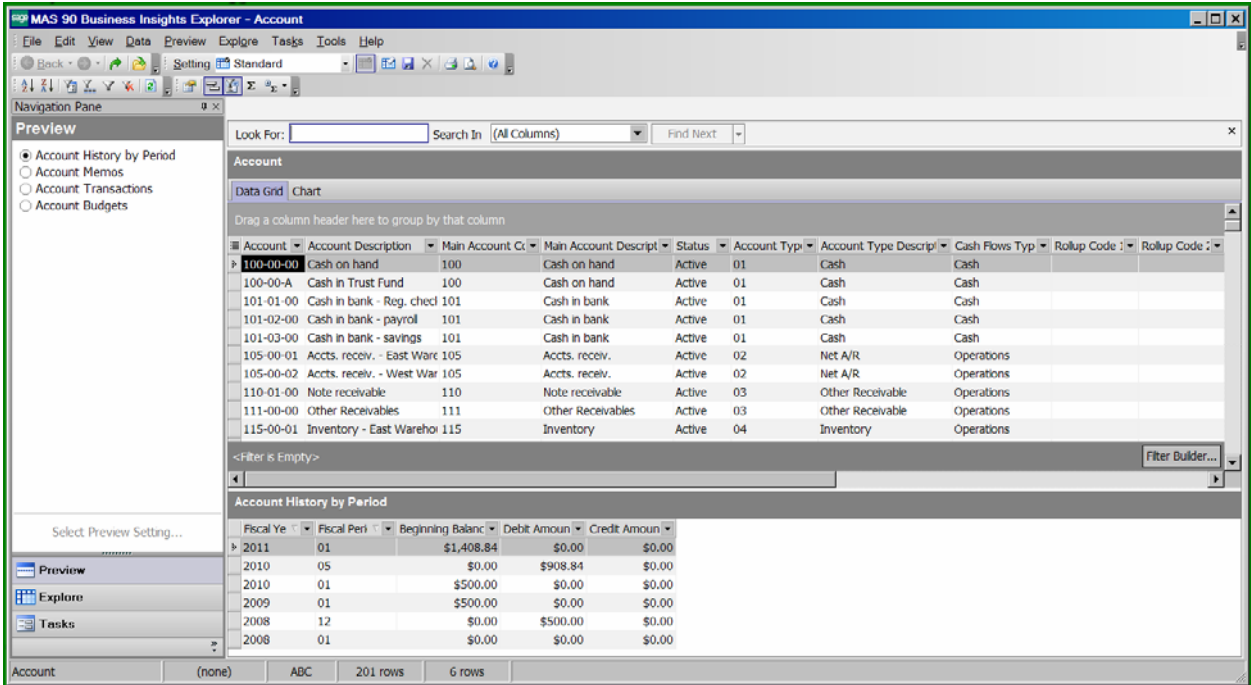 sage MAS 90 Business Insights Explorer - Account
File Edit View Data Preview Explore Tasks Tools Help
Back Setting Standard
Navigation Pane
Preview
Account History by Period
Account Memos
Account Transactions
Account Budgets
Look For: Search In (All Columns) Find Next
Account
Data Grid Chart
Drag a column header here to group by that column
Account Account Description Main Account Cc Main Account Descript Status Account Typ Account Type Descrip Cash Flows Typ Rollup Code 1 Rollup Code 2
100-00-00 Cash on hand 100 Cash on hand Active 01 Cash Cash
100-00-A Cash in Trust Fund 100 Cash on hand Active 01 Cash Cash
101-01-00 Cash in bank - Reg. checl 101 Cash in bank Active 01 Cash Cash
101-02-00 Cash in bank - payroll 101 Cash in bank Active 01 Cash Cash
101-03-00 Cash in bank - savings 101 Cash in bank Active 01 Cash Cash
105-00-01 Accts. receiv. - East Ware 105 Accts. receiv. Active 02 Net A/R Operations
105-00-02 Accts. receiv. - West War 105 Accts. receiv. Active 02 Net A/R Operations
110-01-00 Note receivable 110 Note receivable Active 03 Other Receivable Operations
111-00-00 Other Receivables 111 Other Receivables Active 03 Other Receivable Operations
115-00-01 Inventory - East Warehou 115 Inventory Active 04 Inventory Operations
<Filter is Empty> Filter Builder...
Account History by Period
Fiscal Ye Fiscal Peri Beginning Balanc Debit Amoun Credit Amoun
2011 01 $1,408.84 $0.00 $0.00
2010 05 $0.00 $908.84 $0.00
2010 01 $500.00 $0.00 $0.00
2009 01 $500.00 $0.00 $0.00
2008 12 $0.00 $500.00 $0.00
2008 01 $0.00 $0.00 $0.00
Select Preview Setting...
Preview
Explore
Tasks
Account (none) ABC 201 rows 6 rows